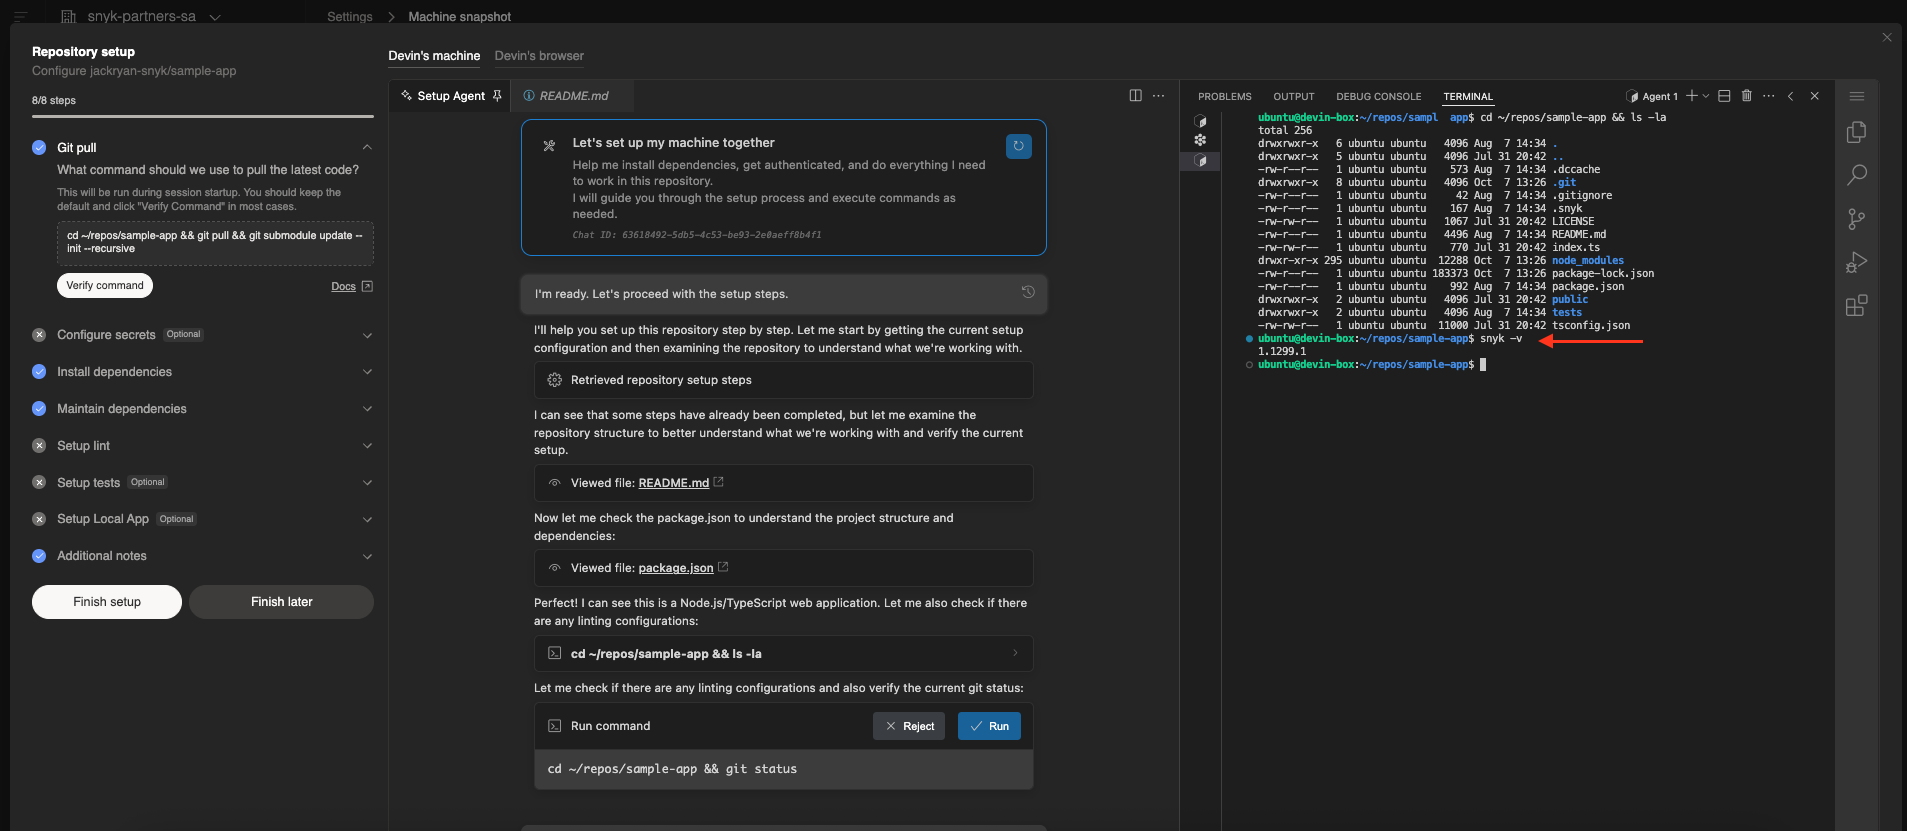 snyk-partners-sa
Settings > Machine snapshot
Repository setup
Configure jackryan-snyk/sample-app
8/8 steps
Git pull
What command should we use to pull the latest code?
This will be run during session startup. You should keep the
default and click "Verify Command" in most cases.
cd ~/repos/sample-app && git pull && git submodule update --
init --recursive
Verify command
Docs
Configure secrets Optional
Install dependencies
Maintain dependencies
Setup lint
Setup tests Optional
Setup Local App Optional
Additional notes
Finish setup
Finish later
Devin's machine
Devin's browser
Setup Agent
README.md
Let's set up my machine together
Help me install dependencies, get authenticated, and do everything I need
to work in this repository.
I will guide you through the setup process and execute commands as
needed.
Chat ID: 63618492-5db5-4c53-be93-2e0aeff8b4f1
I'm ready. Let's proceed with the setup steps.
I'll help you set up this repository step by step. Let me start by getting the current setup
configuration and then examining the repository to understand what we're working with.
Retrieved repository setup steps
I can see that some steps have already been completed, but let me examine the
repository structure to better understand what we're working with and verify the current
setup.
Viewed file: README.md
Now let me check the package.json to understand the project structure and
dependencies:
Viewed file: package.json
Perfect! I can see this is a Node.js/TypeScript web application. Let me also check if there
are any linting configurations:
cd ~/repos/sample-app && ls -la
Let me check if there are any linting configurations and also verify the current git status:
Run command
Reject
Run
cd ~/repos/sample-app && git status
PROBLEMS OUTPUT DEBUG CONSOLE TERMINAL
Agent 1
ubuntu@devin-box:~/repos/sampl app$ cd ~/repos/sample-app && ls -la
total 256
drwxrwxr-x 6 ubuntu ubuntu 4096 Aug 7 14:34 .
drwxrwxr-x 5 ubuntu ubuntu 4096 Jul 31 20:42 ..
-rw-r--r-- 1 ubuntu ubuntu 573 Aug 7 14:34 .dccache
drwxrwxr-x 8 ubuntu ubuntu 4096 Oct 7 13:26 .git
-rw-r--r-- 1 ubuntu ubuntu 42 Aug 7 14:34 .gitignore
-rw-r--r-- 1 ubuntu ubuntu 167 Aug 7 14:34 .snyk
-rw-rw-r-- 1 ubuntu ubuntu 1067 Jul 31 20:42 LICENSE
-rw-r--r-- 1 ubuntu ubuntu 4496 Aug 7 14:34 README.md
-rw-rw-r-- 1 ubuntu ubuntu 770 Jul 31 20:42 index.ts
drwxr-xr-x 295 ubuntu ubuntu 12288 Oct 7 13:26 node_modules
-rw-r--r-- 1 ubuntu ubuntu 183373 Oct 7 13:26 package-lock.json
-rw-r--r-- 1 ubuntu ubuntu 992 Aug 7 14:34 package.json
drwxrwxr-x 2 ubuntu ubuntu 4096 Jul 31 20:42 public
drwxrwxr-x 2 ubuntu ubuntu 4096 Aug 7 14:34 tests
-rw-rw-r-- 1 ubuntu ubuntu 11000 Jul 31 20:42 tsconfig.json
ubuntu@devin-box:~/repos/sample-app$ snyk -v
1.1299.1
ubuntu@devin-box:~/repos/sample-app$